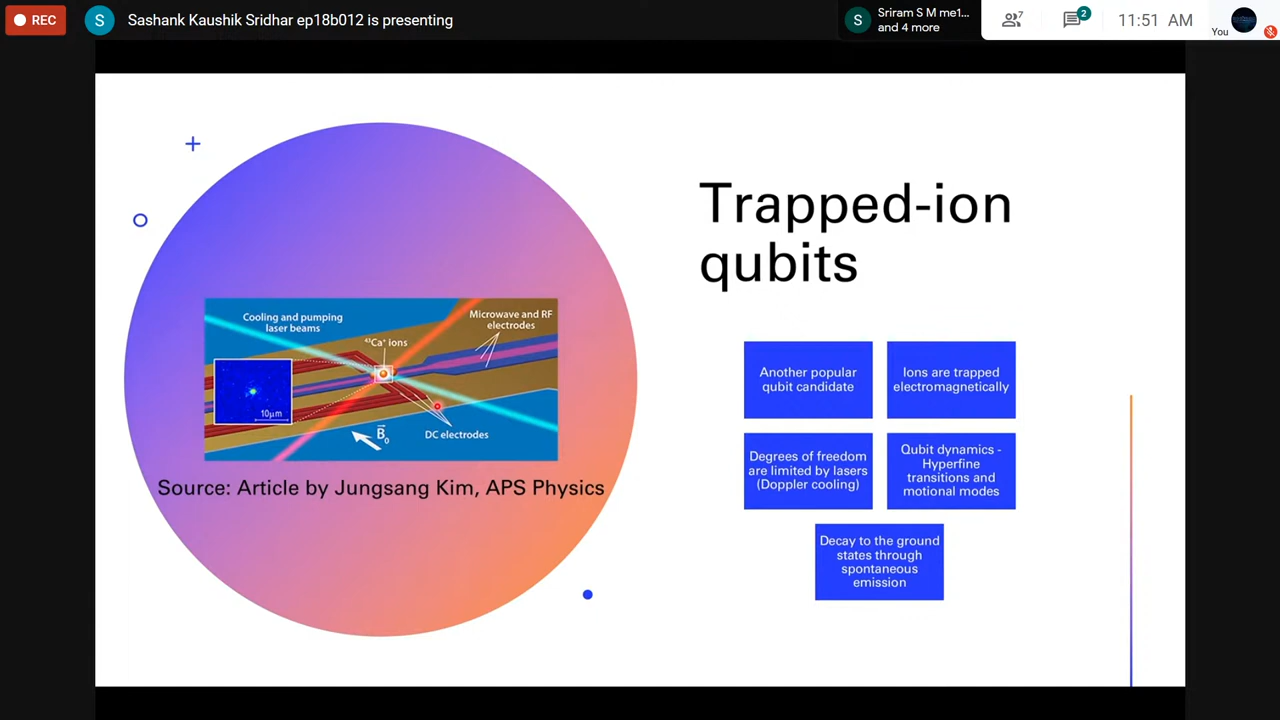 REC
S
Sashank Kaushik Sridhar ep18b012 is presenting
S
Sriram S M me1...
and 4 more
7
2
11:51 AM
You
Trapped-ion
qubits
Cooling and pumping
laser beams
Microwave and RF
electrodes
⁴³Ca⁺ ions
10µm
B₀
DC electrodes
Source: Article by Jungsang Kim, APS Physics
Another popular
qubit candidate
Ions are trapped
electromagnetically
Degrees of freedom
are limited by lasers
(Doppler cooling)
Qubit dynamics -
Hyperfine
transitions and
motional modes
Decay to the ground
states through
spontaneous
emission